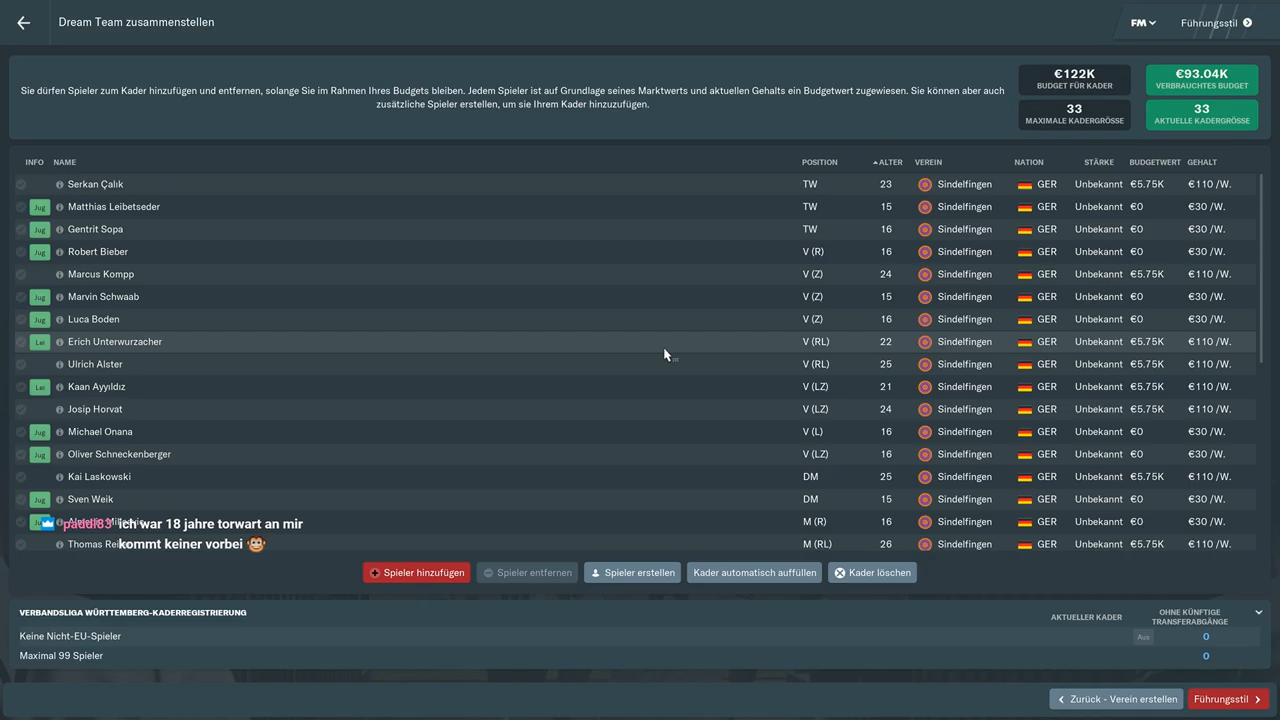 Dream Team zusammenstellen
FM
Führungsstil
Sie dürfen Spieler zum Kader hinzufügen und entfernen, solange Sie im Rahmen Ihres Budgets bleiben. Jedem Spieler ist auf Grundlage seines Marktwerts und aktuellen Gehalts ein Budgetwert zugewiesen. Sie können aber auch
zusätzliche Spieler erstellen, um sie Ihrem Kader hinzuzufügen.
€122K
BUDGET FÜR KADER
€93.04K
VERBRAUCHTES BUDGET
33
MAXIMALE KADERGRÖSSE
33
AKTUELLE KADERGRÖSSE
INFO NAME POSITION ALTER VEREIN NATION STÄRKE BUDGETWERT GEHALT
Serkan Çalık TW 23 Sindelfingen GER Unbekannt €5.75K €110 /W.
Jug Matthias Leibetseder TW 15 Sindelfingen GER Unbekannt €0 €30 /W.
Jug Gentrit Sopa TW 16 Sindelfingen GER Unbekannt €0 €30 /W.
Jug Robert Bieber V (R) 16 Sindelfingen GER Unbekannt €0 €30 /W.
Marcus Kompp V (Z) 24 Sindelfingen GER Unbekannt €5.75K €110 /W.
Jug Marvin Schwaab V (Z) 15 Sindelfingen GER Unbekannt €0 €30 /W.
Jug Luca Boden V (Z) 16 Sindelfingen GER Unbekannt €0 €30 /W.
Lei Erich Unterwurzacher V (RL) 22 Sindelfingen GER Unbekannt €5.75K €110 /W.
Ulrich Alster V (RL) 25 Sindelfingen GER Unbekannt €5.75K €110 /W.
Lei Kaan Ayyıldız V (LZ) 21 Sindelfingen GER Unbekannt €5.75K €110 /W.
Josip Horvat V (LZ) 24 Sindelfingen GER Unbekannt €5.75K €110 /W.
Jug Michael Onana V (L) 16 Sindelfingen GER Unbekannt €0 €30 /W.
Jug Oliver Schneckenberger V (LZ) 16 Sindelfingen GER Unbekannt €0 €30 /W.
Kai Laskowski DM 25 Sindelfingen GER Unbekannt €5.75K €110 /W.
Jug Sven Weik DM 15 Sindelfingen GER Unbekannt €0 €30 /W.
M (R) 16 Sindelfingen GER Unbekannt €0 €30 /W.
paddi83 ich war 18 jahre torwart an mir
kommt keiner vorbei
Thomas M (RL) 26 Sindelfingen GER Unbekannt €5.75K €110 /W.
Spieler hinzufügen
Spieler entfernen
Spieler erstellen
Kader automatisch auffüllen
Kader löschen
VERBANDSLIGA WÜRTTEMBERG-KADERREGISTRIERUNG
AKTUELLER KADER
OHNE KÜNFTIGE
TRANSFERABGÄNGE
Keine Nicht-EU-Spieler Aus 0
Maximal 99 Spieler 0
Zurück - Verein erstellen
Führungsstil